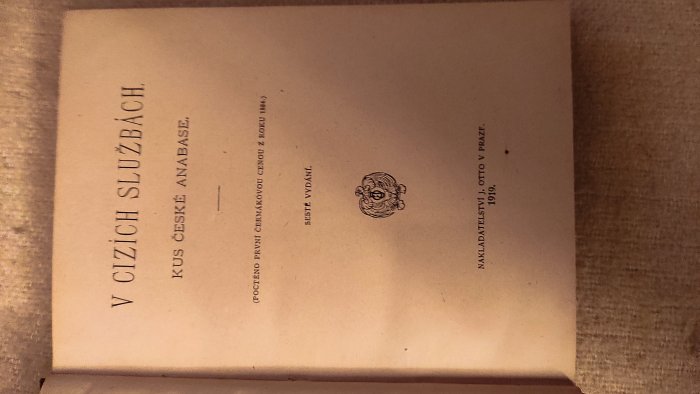 V CIZÍCH SLUŽBÁCH.
KUS ČESKÉ ANABASE.
(POCTĚNO PRVNÍ ČERMÁKOVOU CENOU Z ROKU 1884.)
ŠESTÉ VYDÁNÍ.
NAKLADATELSTVÍ J. OTTO V PRAZE.
1919.